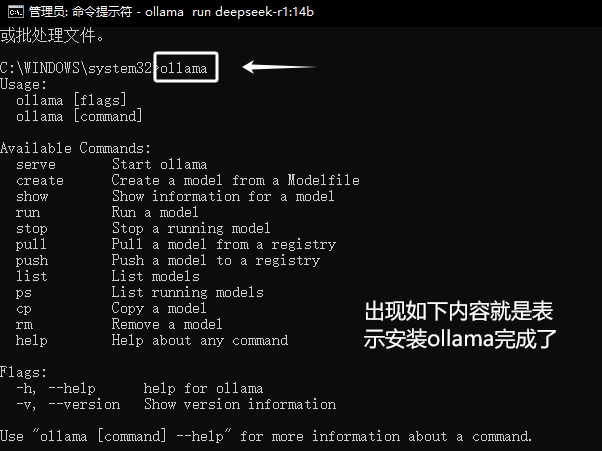 管理员: 命令提示符 - ollama run deepseek-r1:14b
或批处理文件。
C:\WINDOWS\system32>ollama
Usage:
ollama [flags]
ollama [command]
Available Commands:
serve Start ollama
create Create a model from a Modelfile
show Show information for a model
run Run a model
stop Stop a running model
pull Pull a model from a registry
push Push a model to a registry
list List models
ps List running models
cp Copy a model
rm Remove a model
help Help about any command
出现如下内容就是表
示安装ollama完成了
Flags:
-h, --help help for ollama
-v, --version Show version information
Use "ollama [command] --help" for more information about a command.